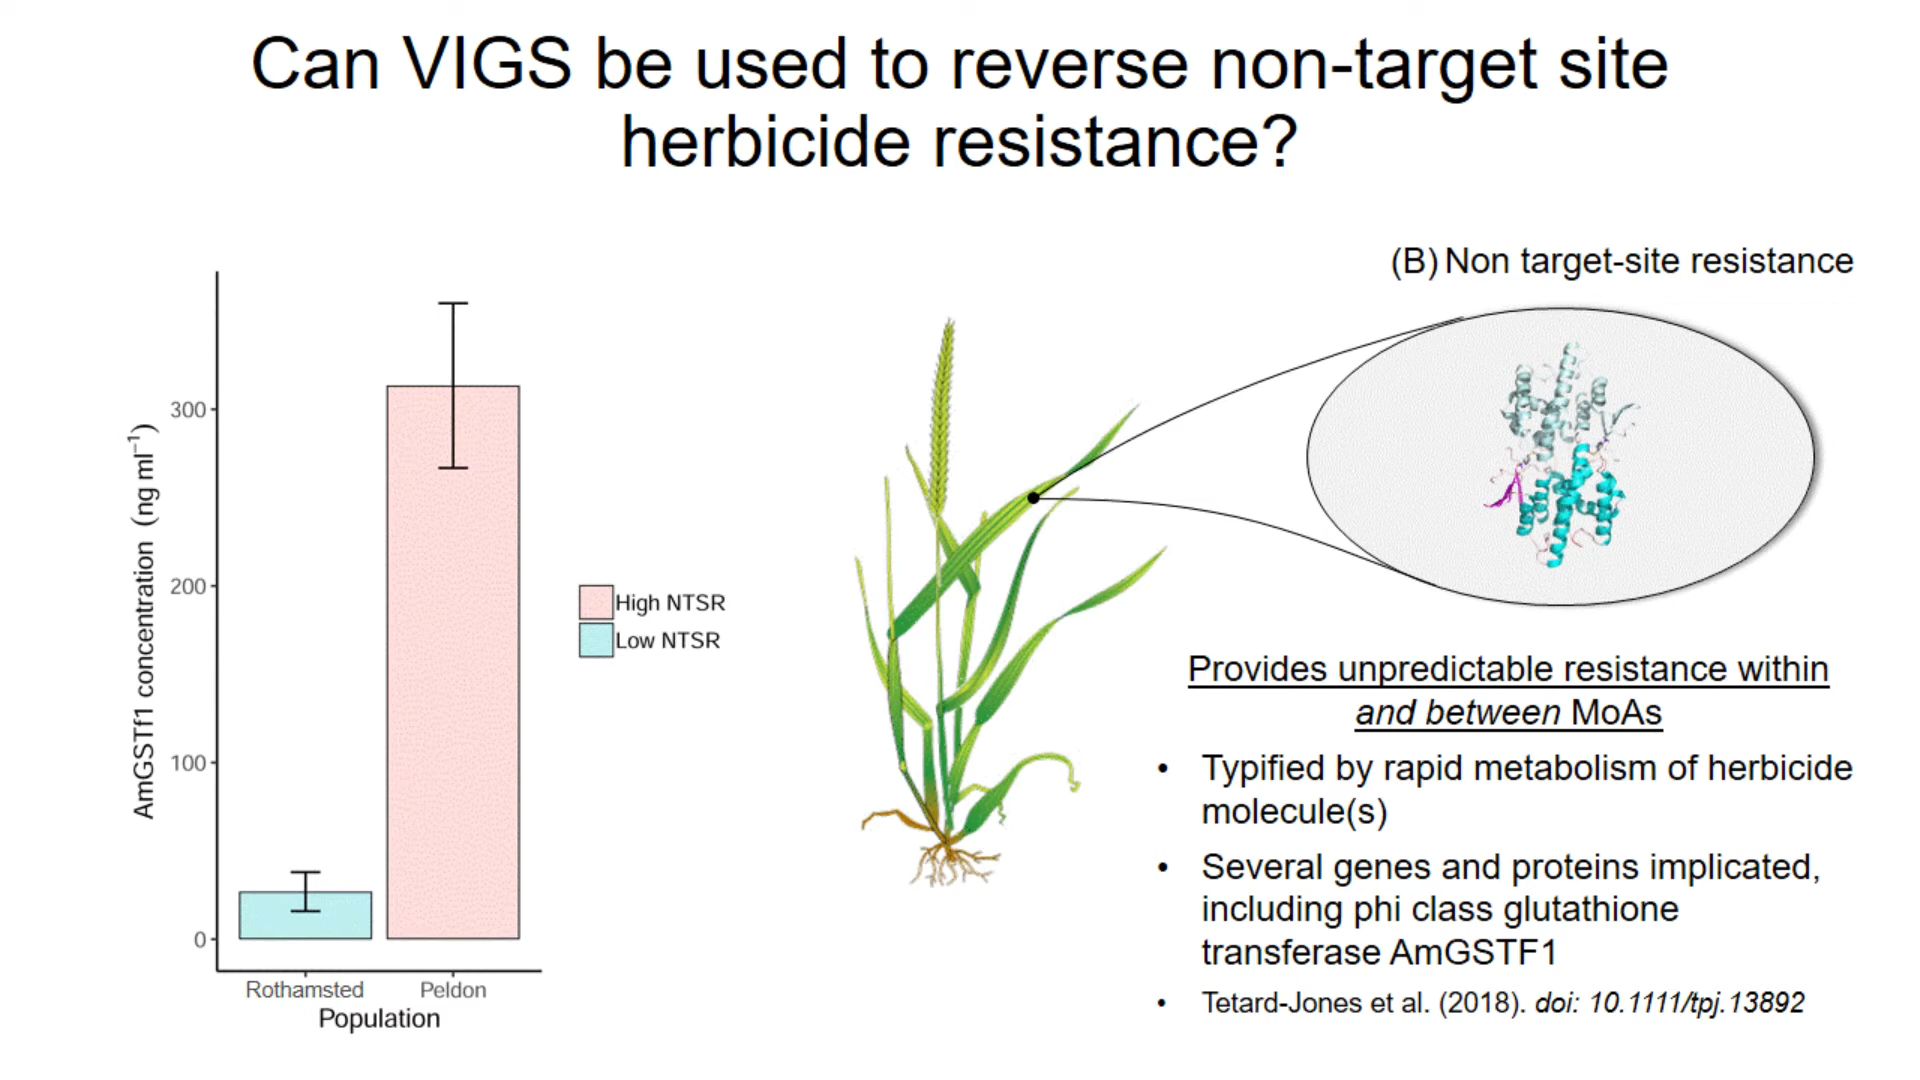 Can VIGS be used to reverse non-target site
herbicide resistance?
AmGSTf1 concentration (ng ml⁻¹)
300
200
100
0
Rothamsted
Peldon
Population
High NTSR
Low NTSR
(B) Non target-site resistance
Provides unpredictable resistance within
and between MoAs
• Typified by rapid metabolism of herbicide
molecule(s)
• Several genes and proteins implicated,
including phi class glutathione
transferase AmGSTF1
• Tetard-Jones et al. (2018). doi: 10.1111/tpj.13892